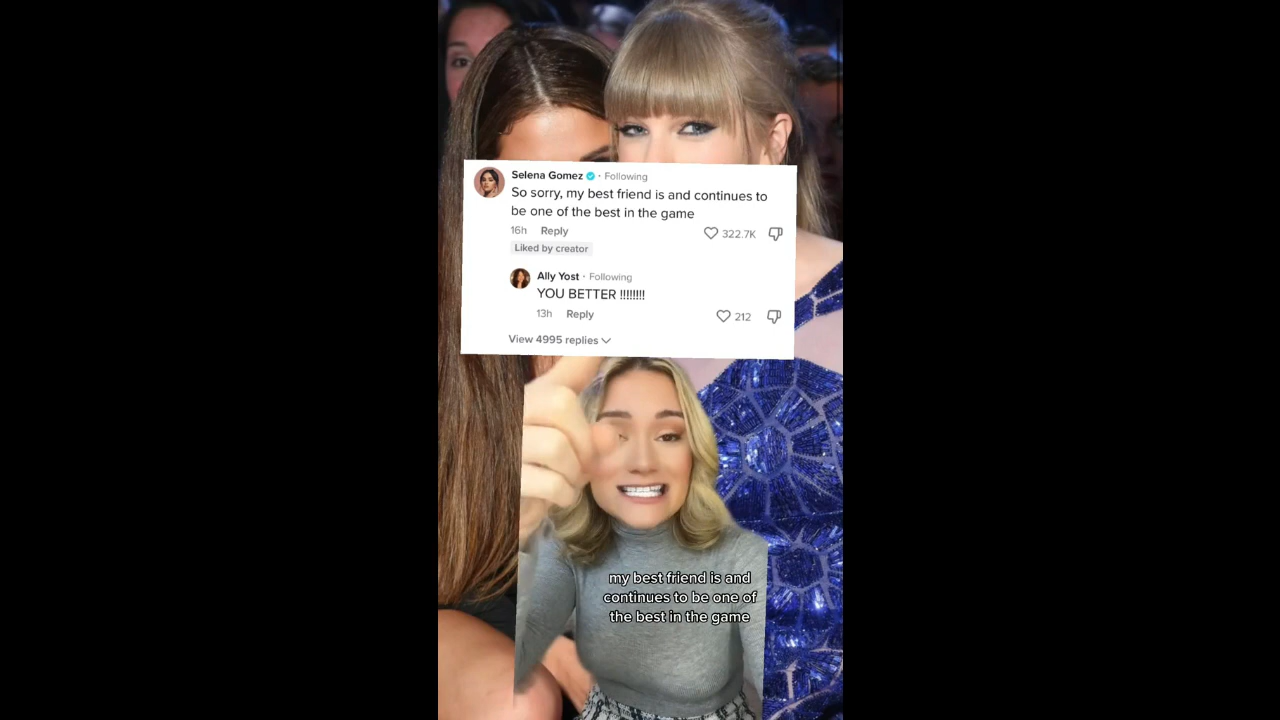 Selena Gomez · Following
So sorry, my best friend is and continues to
be one of the best in the game
16h Reply 322.7K
Liked by creator
Ally Yost · Following
YOU BETTER !!!!!!!!
13h Reply 212
View 4995 replies
my best friend is and
continues to be one of
the best in the game